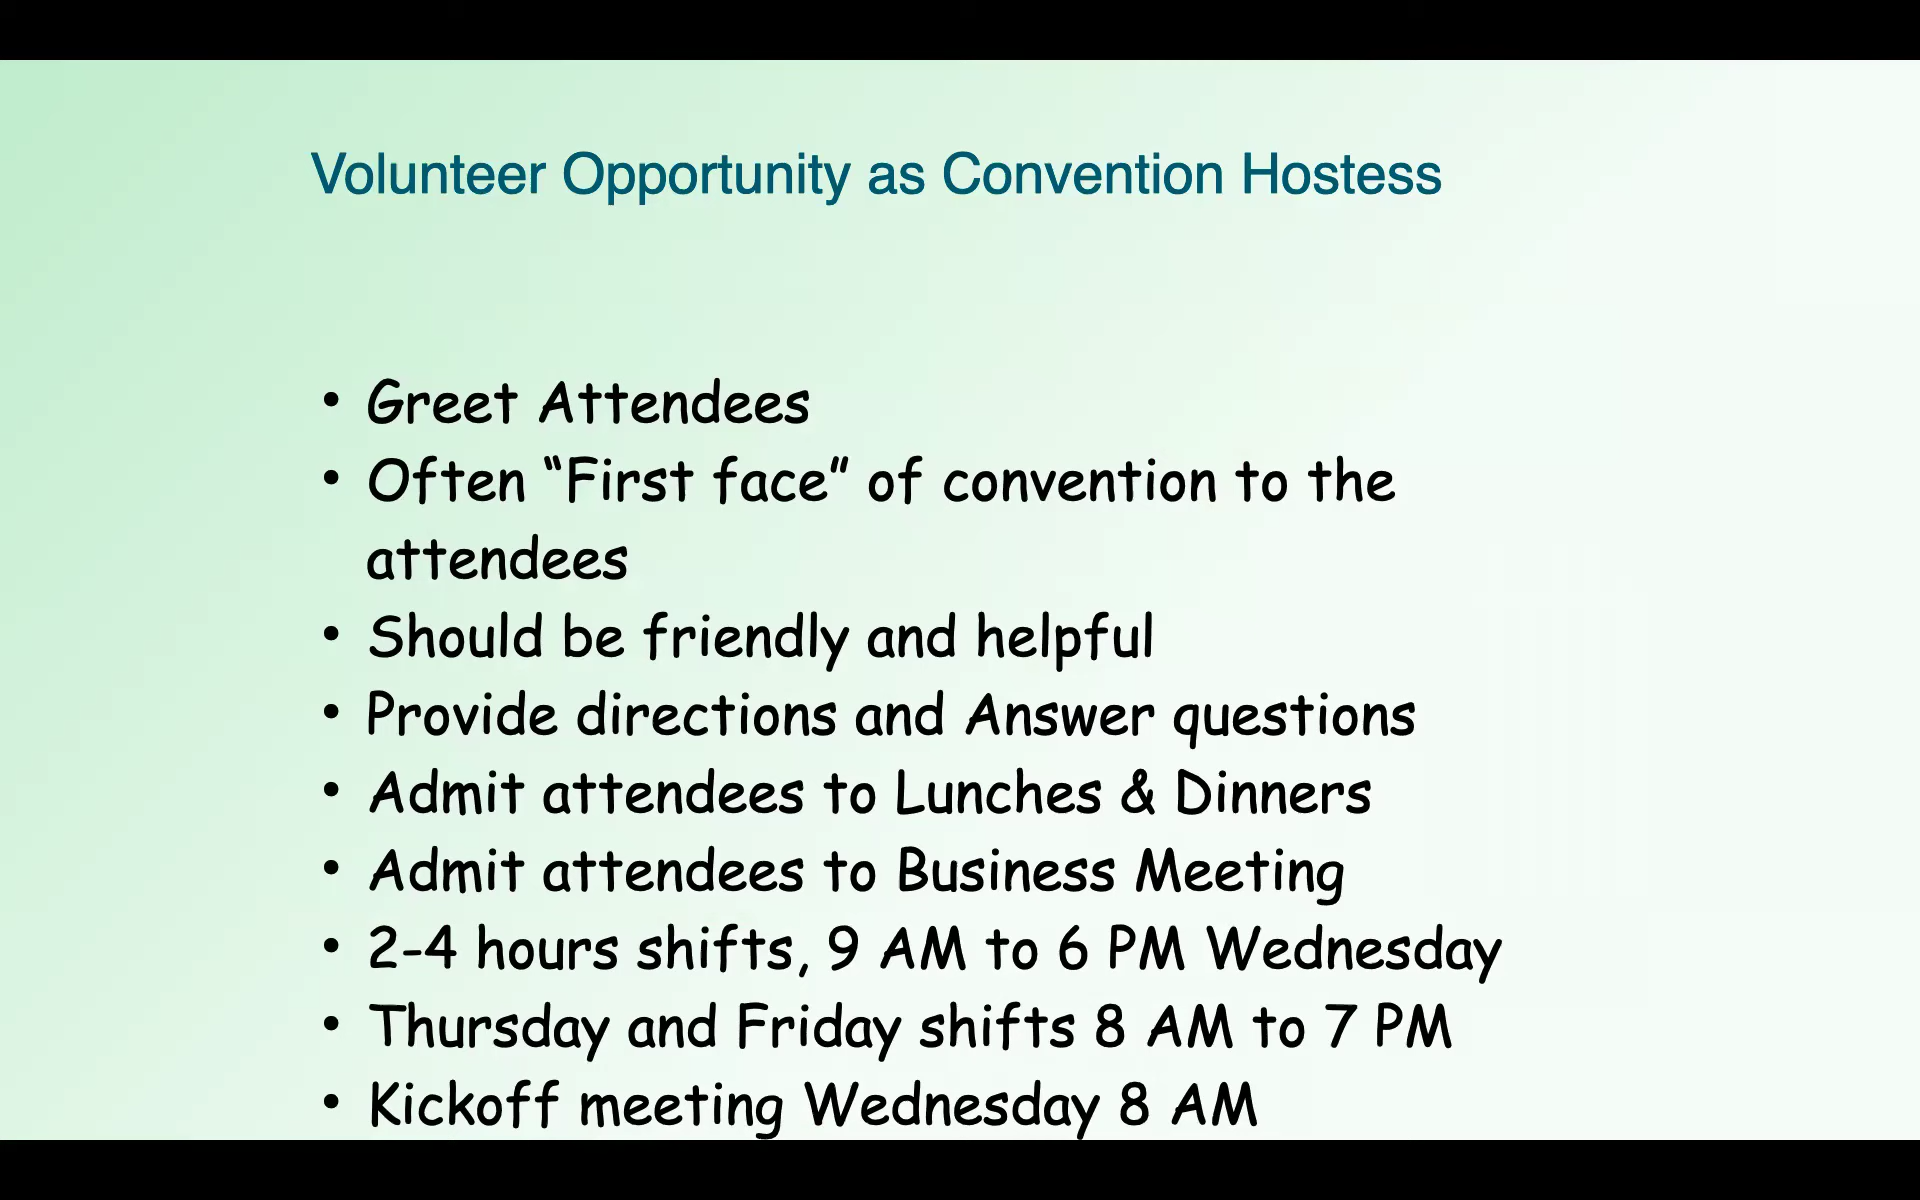 Volunteer Opportunity as Convention Hostess
• Greet Attendees
• Often “First face” of convention to the
attendees
• Should be friendly and helpful
• Provide directions and Answer questions
• Admit attendees to Lunches & Dinners
• Admit attendees to Business Meeting
• 2-4 hours shifts, 9 AM to 6 PM Wednesday
• Thursday and Friday shifts 8 AM to 7 PM
• Kickoff meeting Wednesday 8 AM